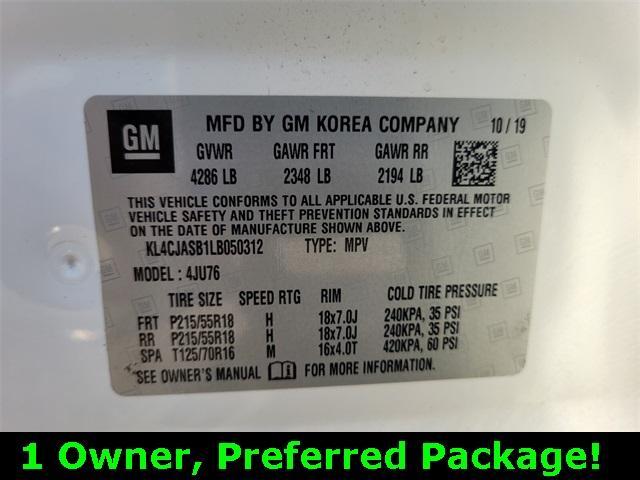 GM
MFD BY GM KOREA COMPANY 10/19
GVWR GAWR FRT GAWR RR
4286 LB 2348 LB 2194 LB
THIS VEHICLE CONFORMS TO ALL APPLICABLE U.S. FEDERAL MOTOR
VEHICLE SAFETY AND THEFT PREVENTION STANDARDS IN EFFECT
ON THE DATE OF MANUFACTURE SHOWN ABOVE.
KL4CJASB1LB050312 TYPE: MPV
MODEL: 4JU76
TIRE SIZE SPEED RTG RIM COLD TIRE PRESSURE
FRT P215/55R18 H 18x7.0J 240KPA, 35 PSI
RR P215/55R18 H 18x7.0J 240KPA, 35 PSI
SPA T125/70R16 M 16x4.0T 420KPA, 60 PSI
SEE OWNER'S MANUAL FOR MORE INFORMATION.
1 Owner, Preferred Package!